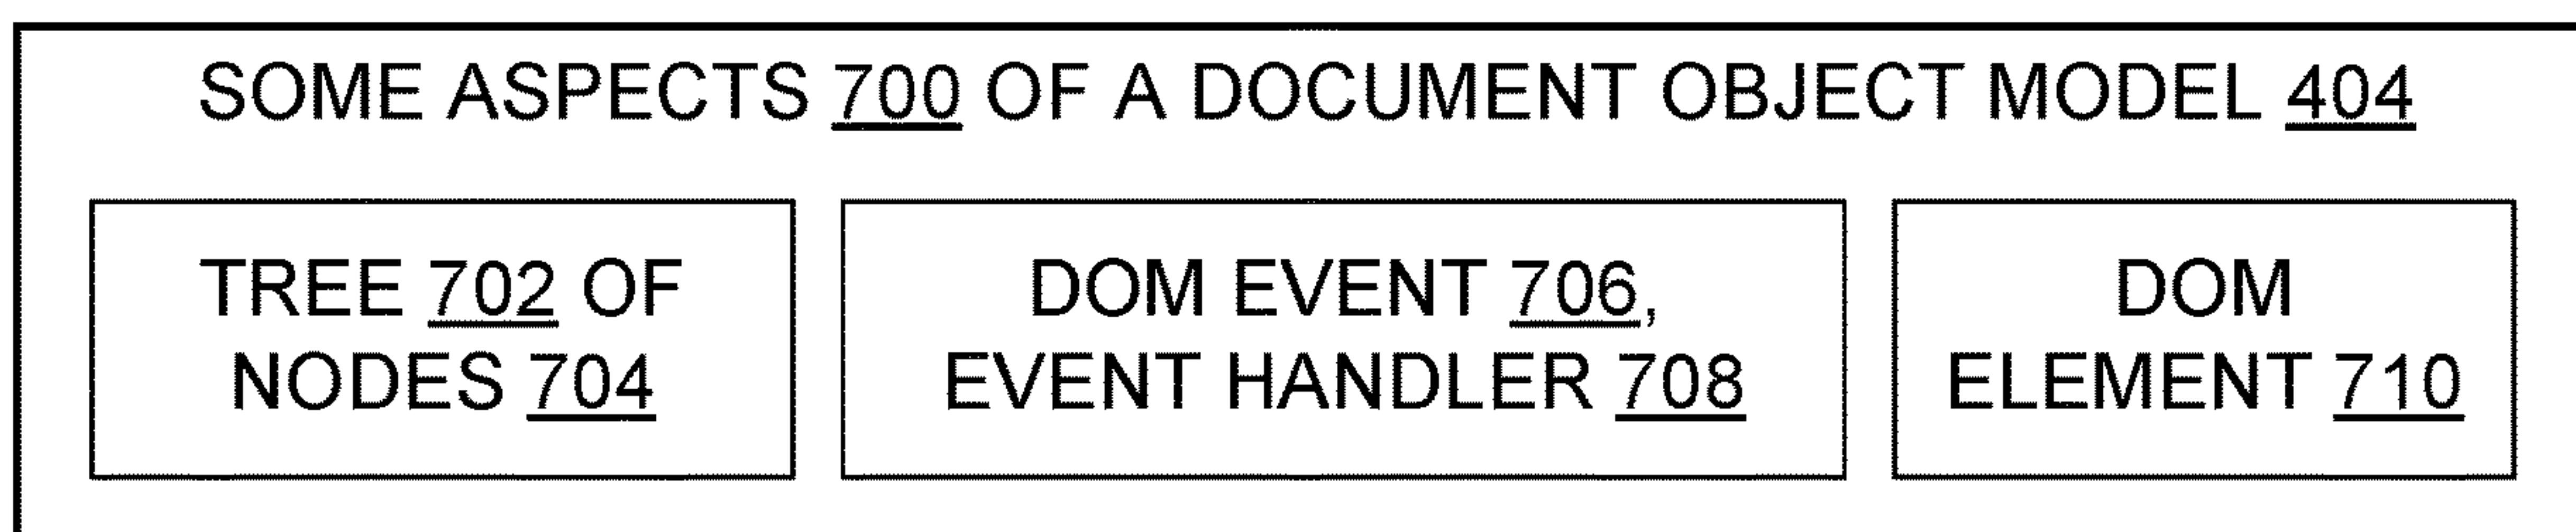 SOME ASPECTS 700 OF A DOCUMENT OBJECT MODEL 404
TREE 702 OF
NODES 704
DOM EVENT 706,
EVENT HANDLER 708
DOM
ELEMENT 710